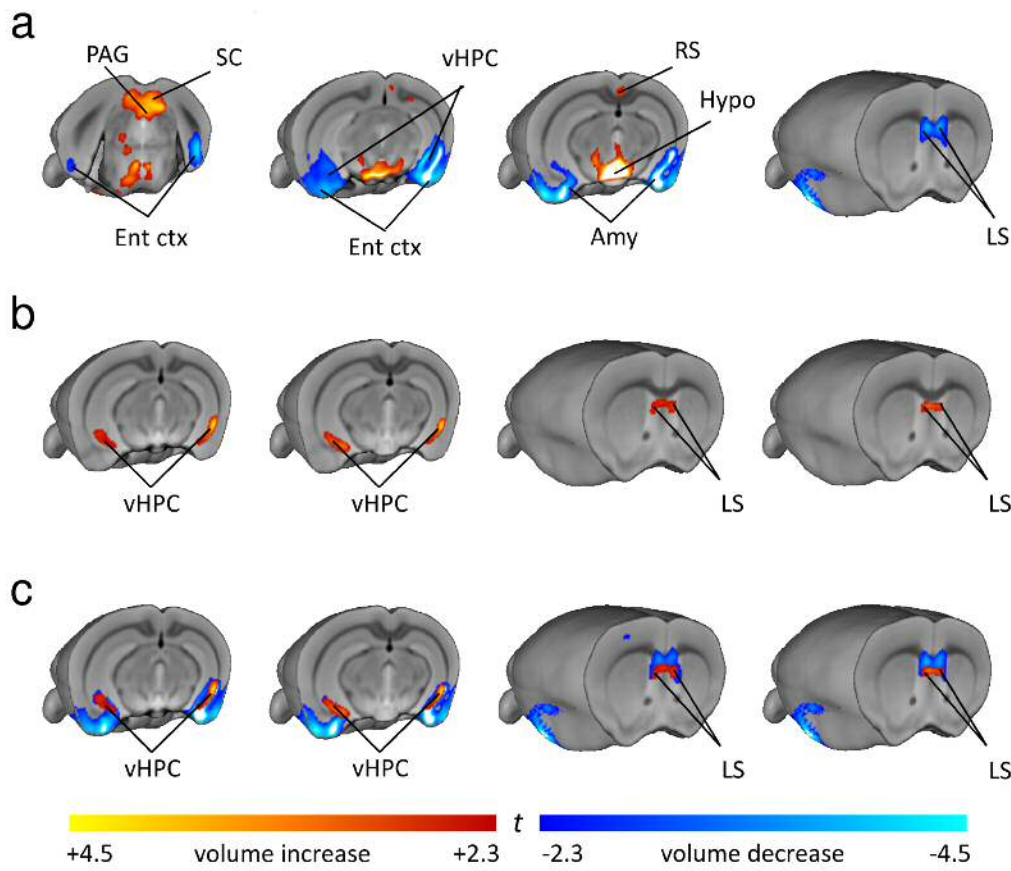 a
PAG SC vHPC RS Hypo
Ent ctx Ent ctx Amy LS
b
vHPC vHPC LS LS
c
vHPC vHPC LS LS
t
+4.5 volume increase +2.3 -2.3 volume decrease -4.5